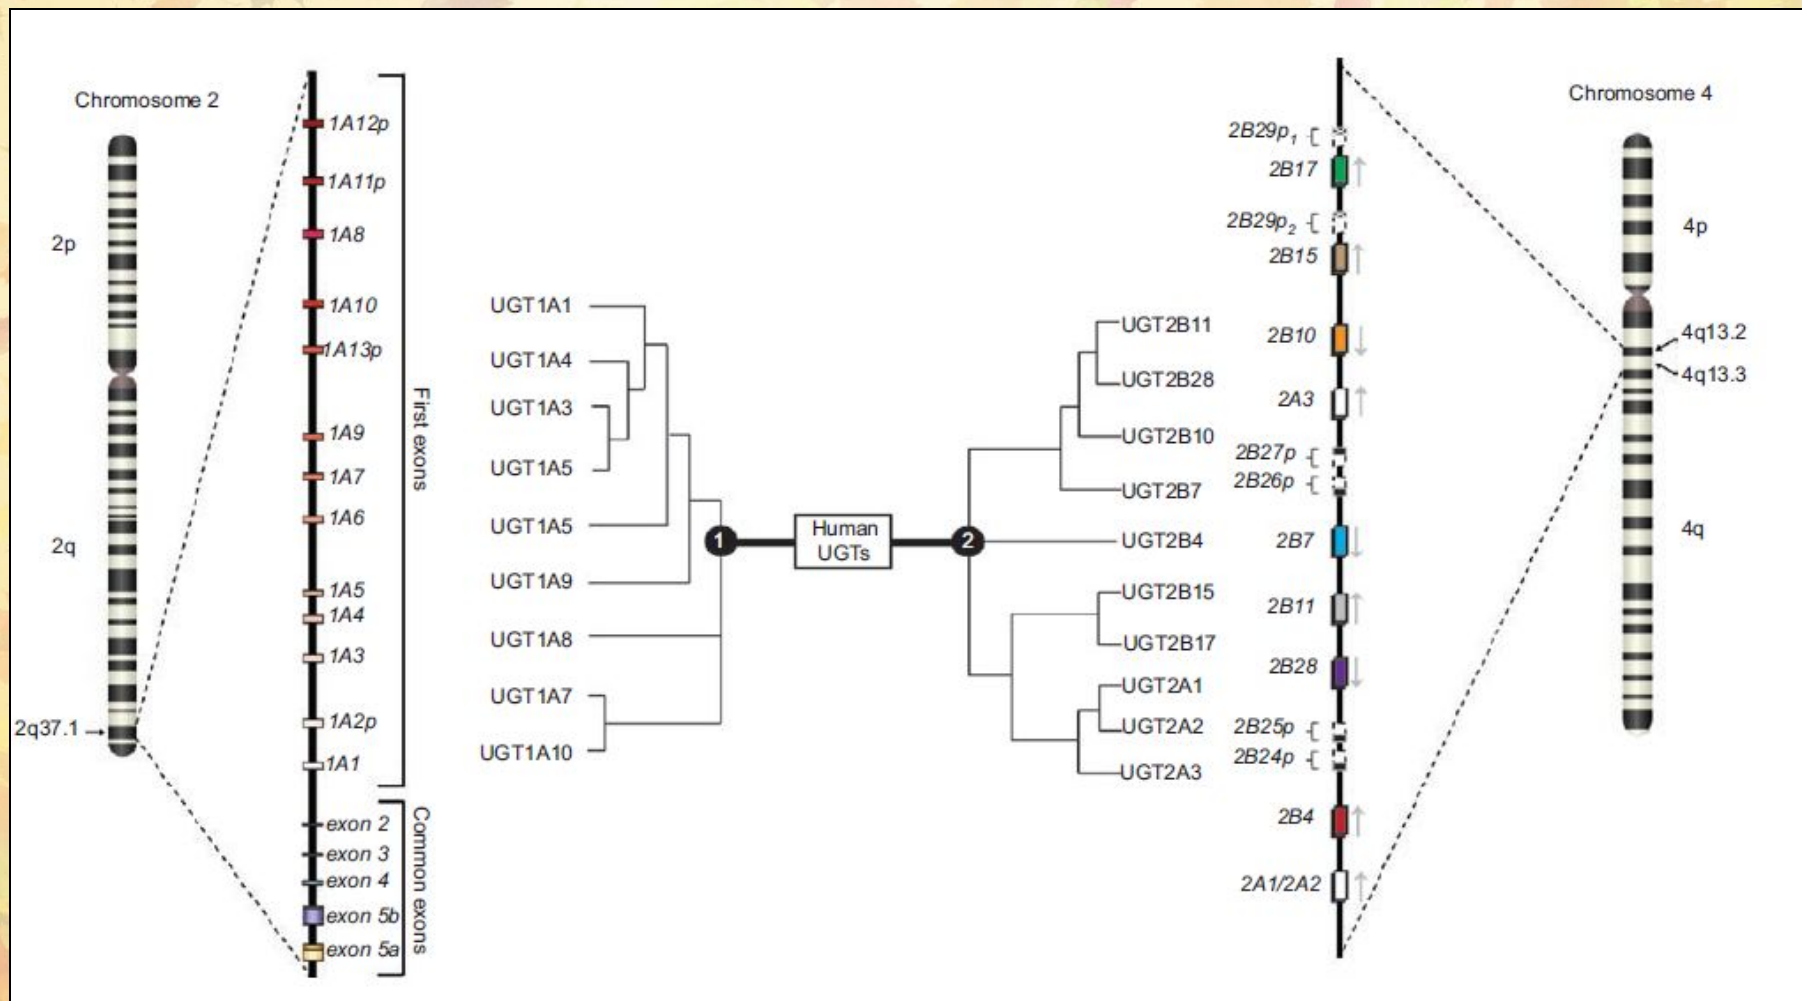 Chromosome 2
2p
2q
2q37.1
1A12p
1A11p
1A8
1A10
1A13p
1A9
1A7
1A6
1A5
1A4
1A3
1A2p
1A1
exon 2
exon 3
exon 4
exon 5b
exon 5a
First exons
Common exons
UGT1A1
UGT1A4
UGT1A3
UGT1A5
UGT1A5
UGT1A9
UGT1A8
UGT1A7
UGT1A10
1
Human
UGTs
2
UGT2B11
UGT2B28
UGT2B10
UGT2B7
UGT2B4
UGT2B15
UGT2B17
UGT2A1
UGT2A2
UGT2A3
2B29p1
2B17
2B29p2
2B15
2B10
2A3
2B27p
2B26p
2B7
2B11
2B28
2B25p
2B24p
2B4
2A1/2A2
Chromosome 4
4p
4q13.2
4q13.3
4q